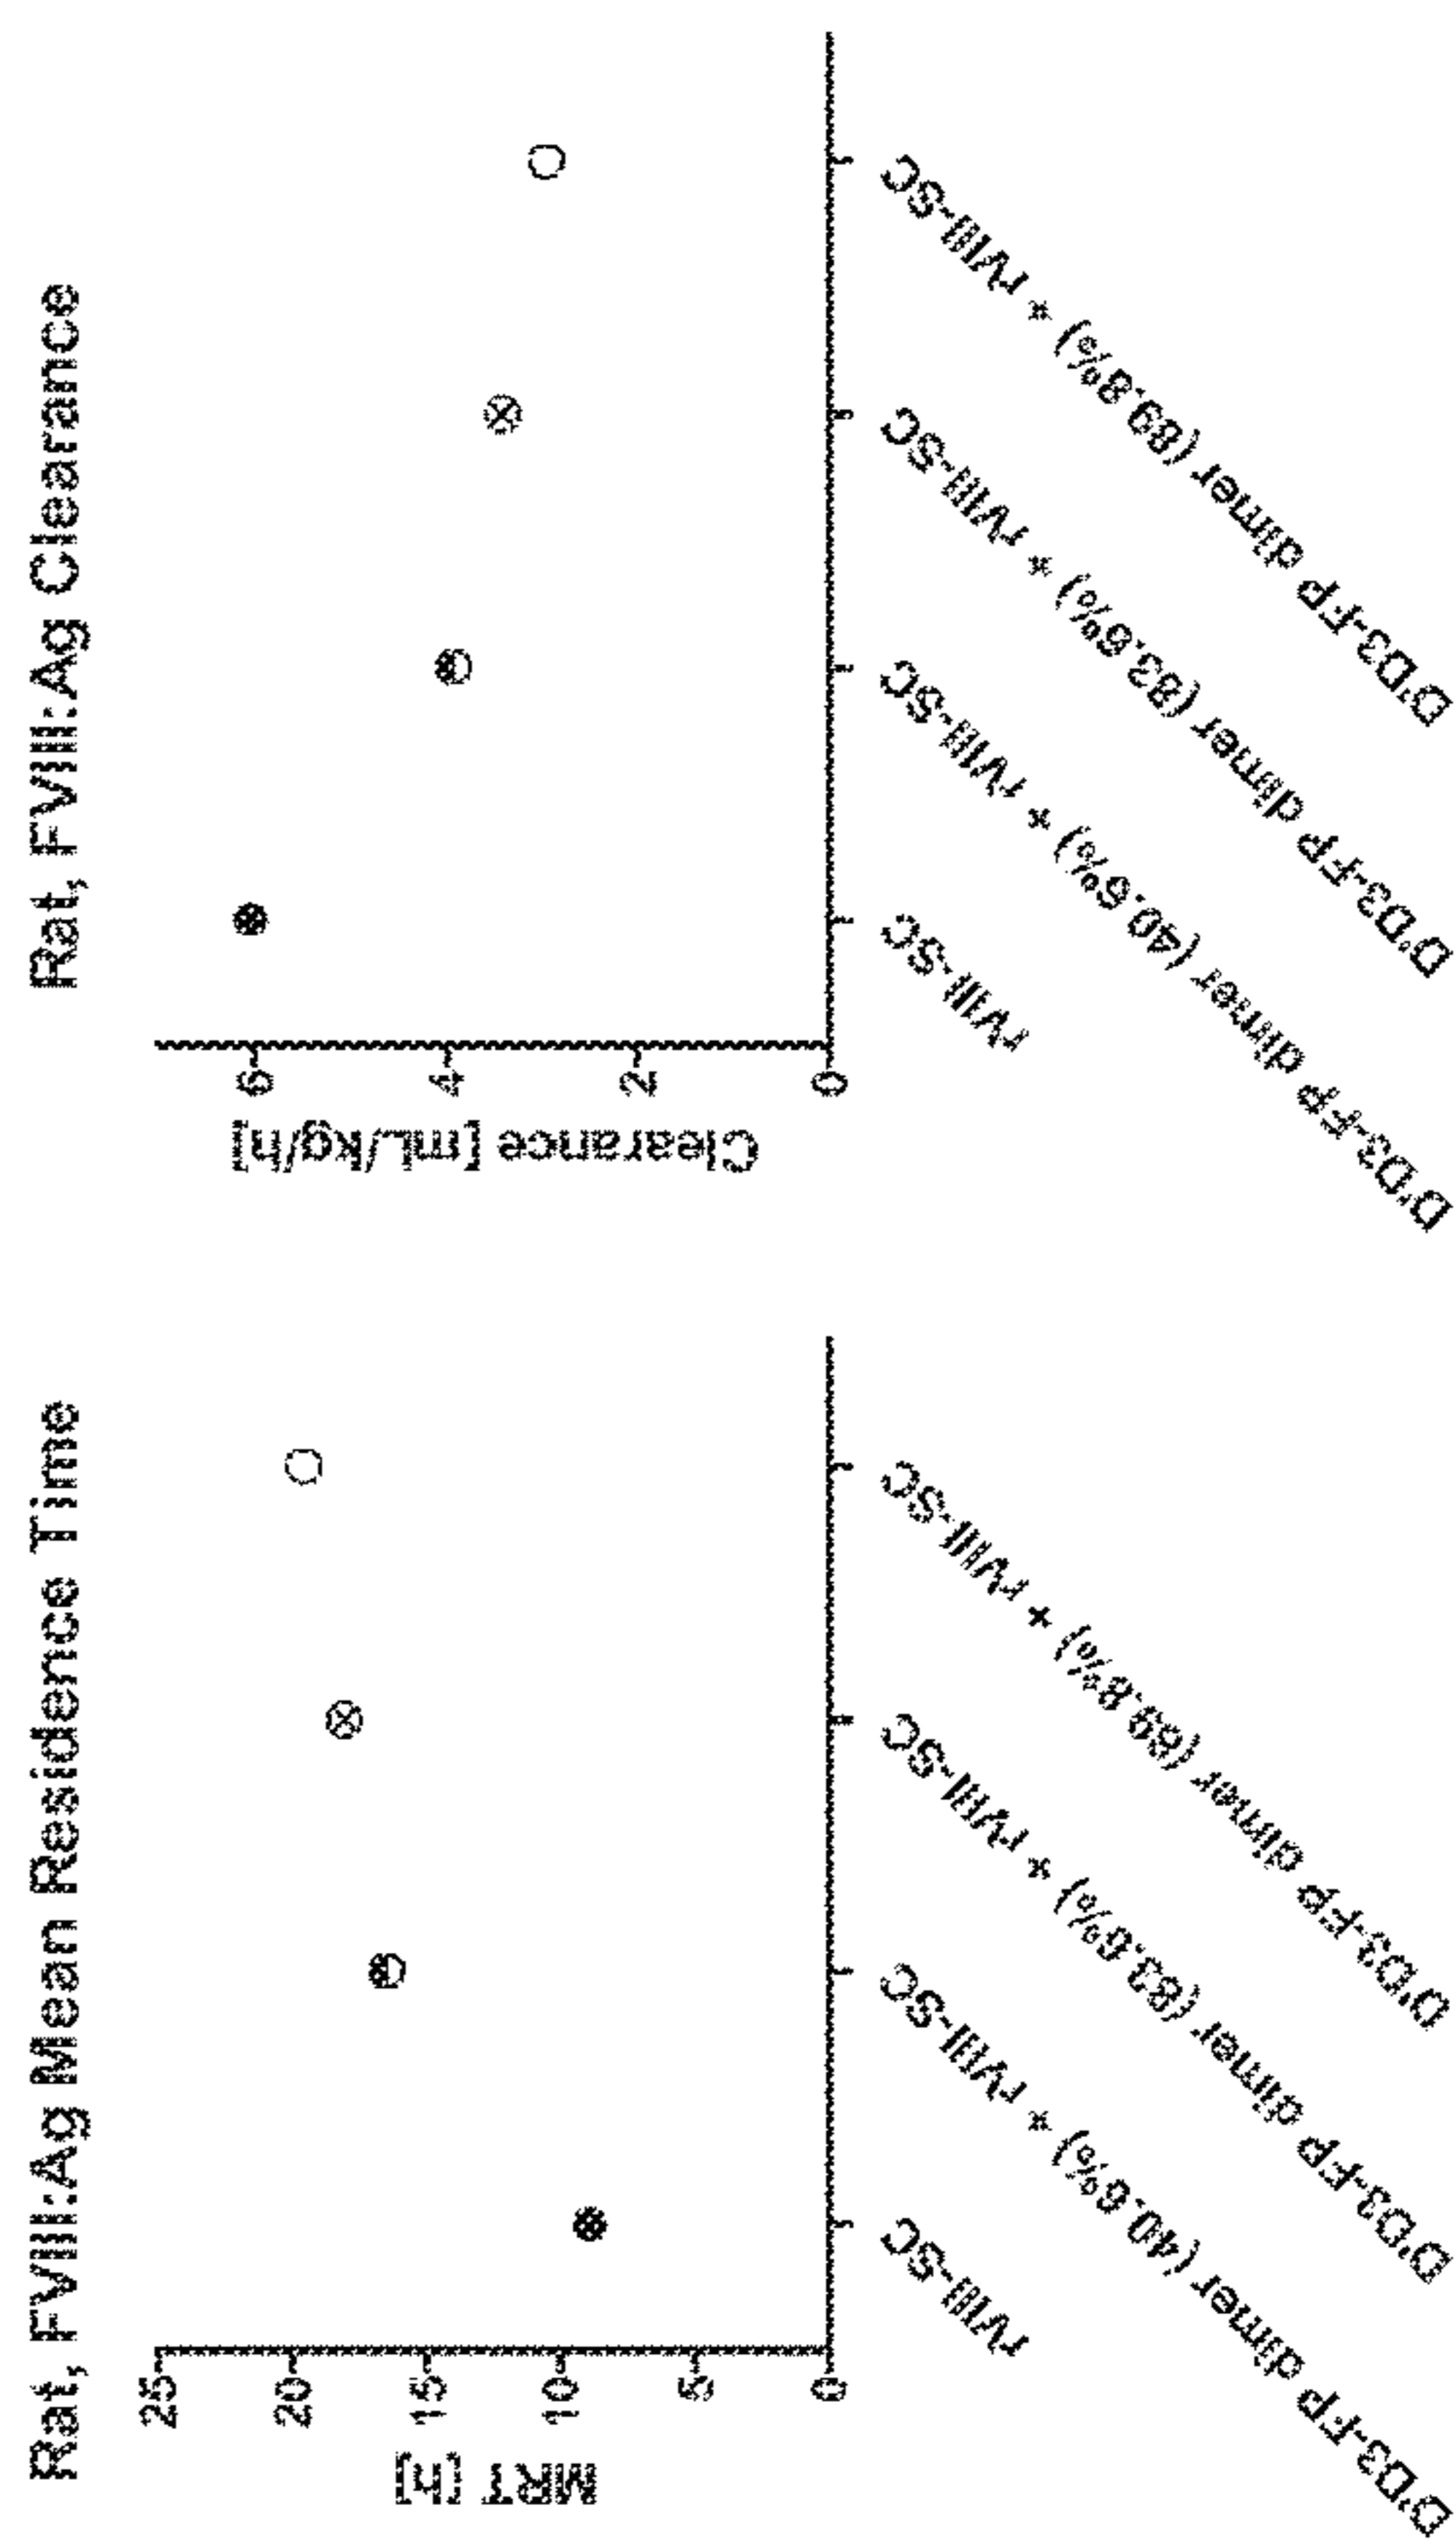 Rat, FVIII:Ag Mean Residence Time
MRT [h]
25
20
15
10
5
0
rVIII-SC
D'D3-FP dimer (40.6%) + rVIII-SC
D'D3-FP dimer (83.6%) + rVIII-SC
D'D3-FP dimer (89.8%) + rVIII-SC
Rat, FVIII:Ag Clearance
Clearance [mL/kg/h]
6
4
2
0
rVIII-SC
D'D3-FP dimer (40.6%) + rVIII-SC
D'D3-FP dimer (83.6%) + rVIII-SC
D'D3-FP dimer (89.8%) + rVIII-SC